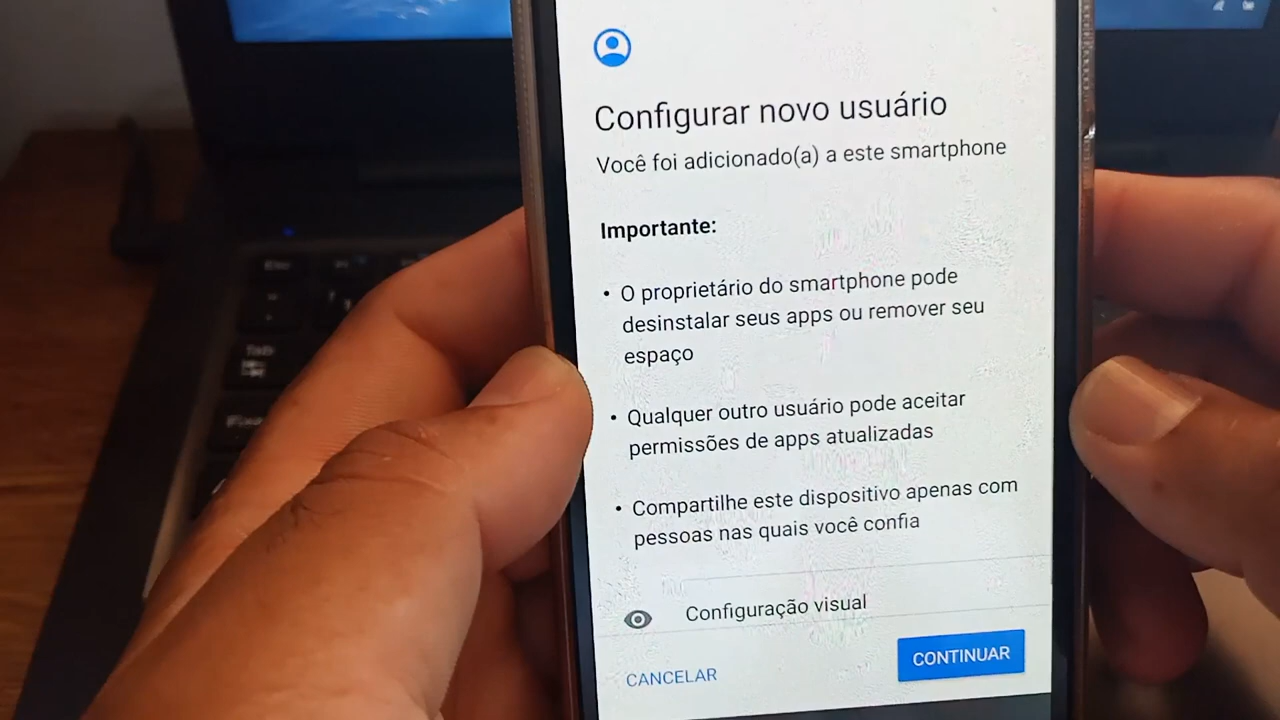 Configurar novo usuário
Você foi adicionado(a) a este smartphone
Importante:
• O proprietário do smartphone pode
desinstalar seus apps ou remover seu
espaço
• Qualquer outro usuário pode aceitar
permissões de apps atualizadas
• Compartilhe este dispositivo apenas com
pessoas nas quais você confia
Configuração visual
CANCELAR
CONTINUAR
Esc
Tab